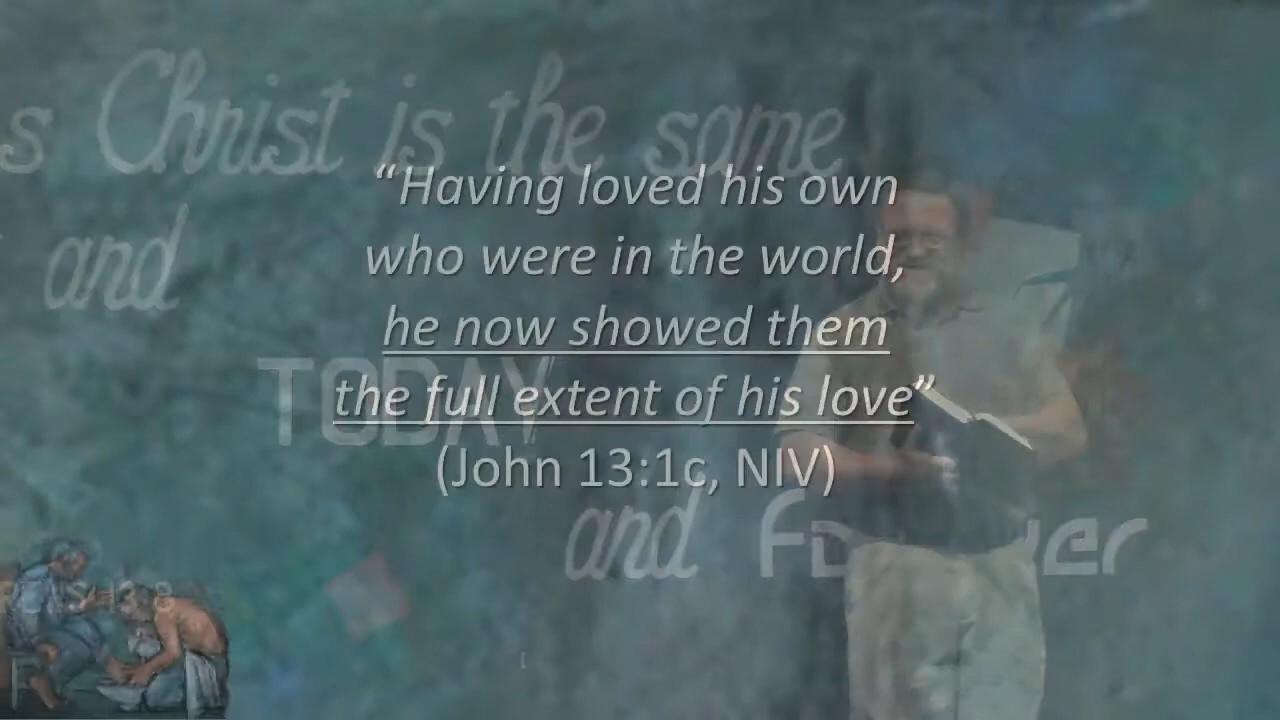 s Christ is the same
“Having loved his own
and
who were in the world,
he now showed them
TODAY
the full extent of his love”
(John 13:1c, NIV)
and